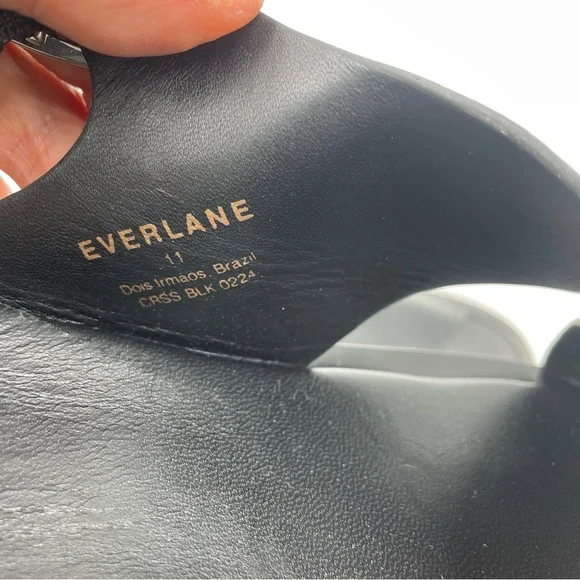 EVERLANE
11
Dois Irmaos, Brazil
CRSS BLK 0224